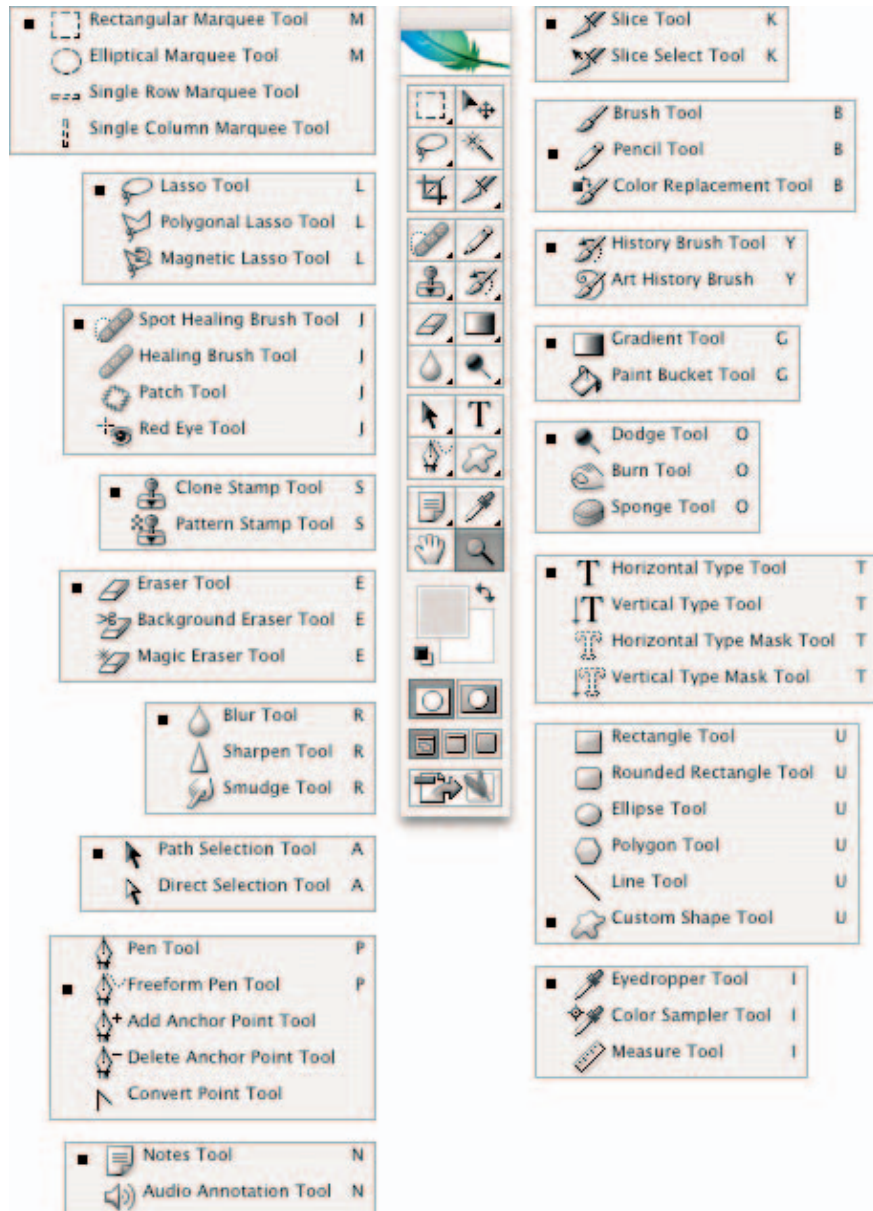 Rectangular Marquee Tool M
Elliptical Marquee Tool M
Single Row Marquee Tool
Single Column Marquee Tool
Lasso Tool L
Polygonal Lasso Tool L
Magnetic Lasso Tool L
Spot Healing Brush Tool J
Healing Brush Tool J
Patch Tool J
Red Eye Tool J
Clone Stamp Tool S
Pattern Stamp Tool S
Eraser Tool E
Background Eraser Tool E
Magic Eraser Tool E
Blur Tool R
Sharpen Tool R
Smudge Tool R
Path Selection Tool A
Direct Selection Tool A
Pen Tool P
Freeform Pen Tool P
Add Anchor Point Tool
Delete Anchor Point Tool
Convert Point Tool
Notes Tool N
Audio Annotation Tool N
T
Slice Tool K
Slice Select Tool K
Brush Tool B
Pencil Tool B
Color Replacement Tool B
History Brush Tool Y
Art History Brush Y
Gradient Tool G
Paint Bucket Tool G
Dodge Tool O
Burn Tool O
Sponge Tool O
T Horizontal Type Tool T
T Vertical Type Tool T
T Horizontal Type Mask Tool T
T Vertical Type Mask Tool T
Rectangle Tool U
Rounded Rectangle Tool U
Ellipse Tool U
Polygon Tool U
Line Tool U
Custom Shape Tool U
Eyedropper Tool I
Color Sampler Tool I
Measure Tool I